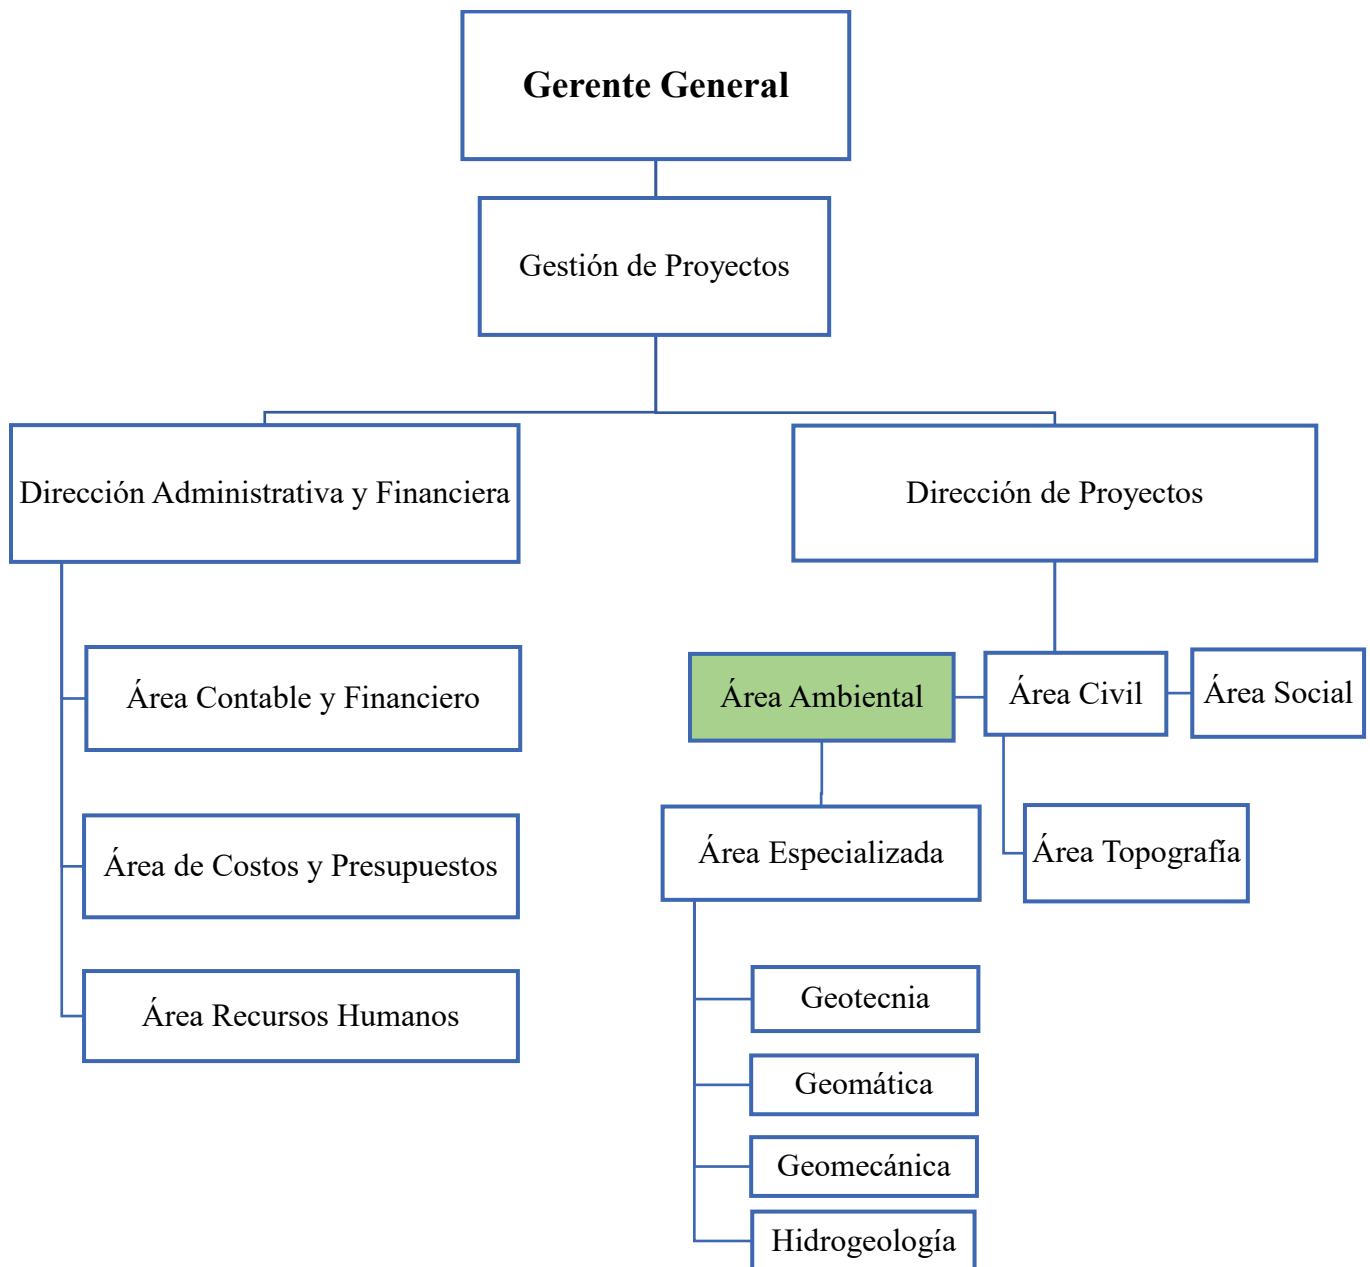 Gerente General
Gestión de Proyectos
Dirección Administrativa y Financiera
Dirección de Proyectos
Área Contable y Financiero
Área de Costos y Presupuestos
Área Recursos Humanos
Área Ambiental
Área Civil
Área Social
Área Especializada
Área Topografía
Geotecnia
Geomática
Geomecánica
Hidrogeología